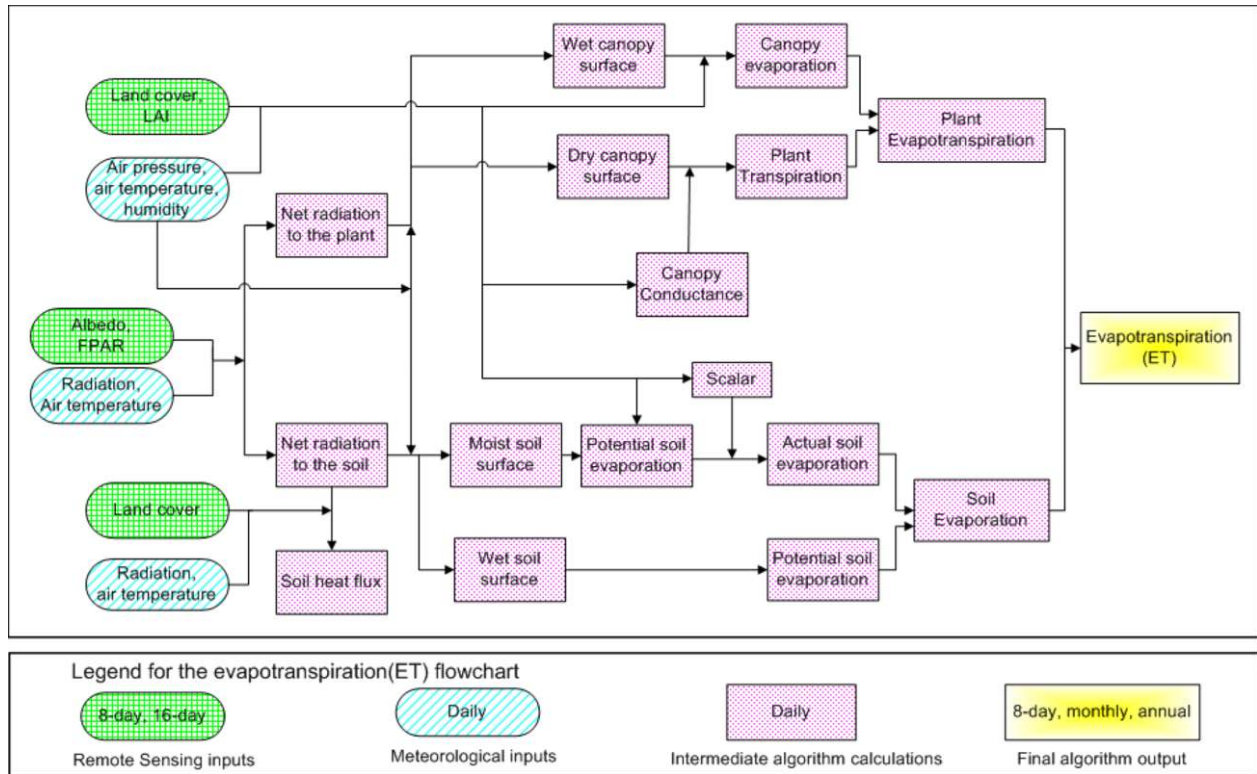 Wet canopy
surface
Canopy
evaporation
Land cover,
LAI
Plant
Evapotranspiration
Air pressure,
air temperature,
humidity
Dry canopy
surface
Plant
Transpiration
Net radiation
to the plant
Canopy
Conductance
Albedo,
FPAR
Radiation,
Air temperature
Evapotranspiration
(ET)
Scalar
Net radiation
to the soil
Moist soil
surface
Potential soil
evaporation
Actual soil
evaporation
Land cover
Soil
Evaporation
Radiation,
air temperature
Soil heat flux
Wet soil
surface
Potential soil
evaporation
Legend for the evapotranspiration(ET) flowchart
8-day, 16-day
Daily
Daily
8-day, monthly, annual
Remote Sensing inputs
Meteorological inputs
Intermediate algorithm calculations
Final algorithm output